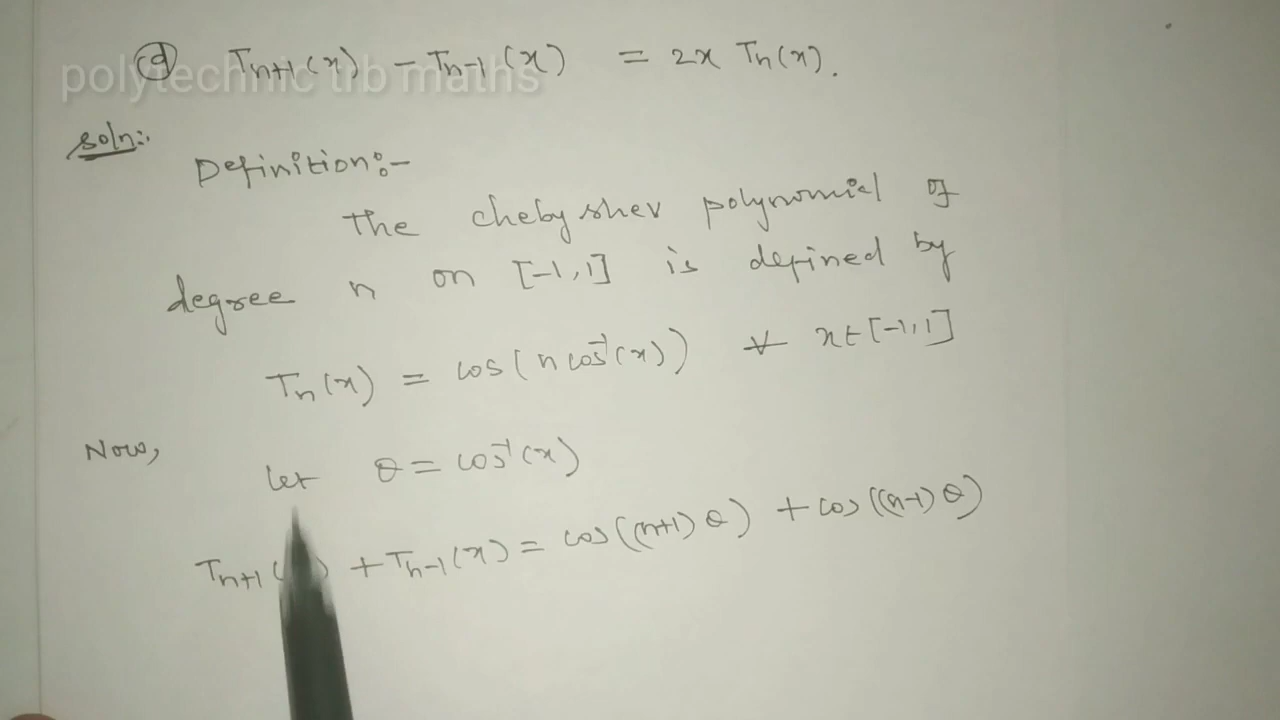 (d) Tn+1(x) - Tn-1(x) = 2x Tn(x).
polytechnic trb maths
Soln:.
Definition:-
The chebyshev polynomial of
degree n on [-1,1] is defined by
Tn(x) = cos(n cos⁻¹(x)) ∀ x∈[-1,1]
Now,
Let θ = cos⁻¹(x)
Tn+1( ) + Tn-1(x) = cos((n+1)θ) + cos((n-1)θ)